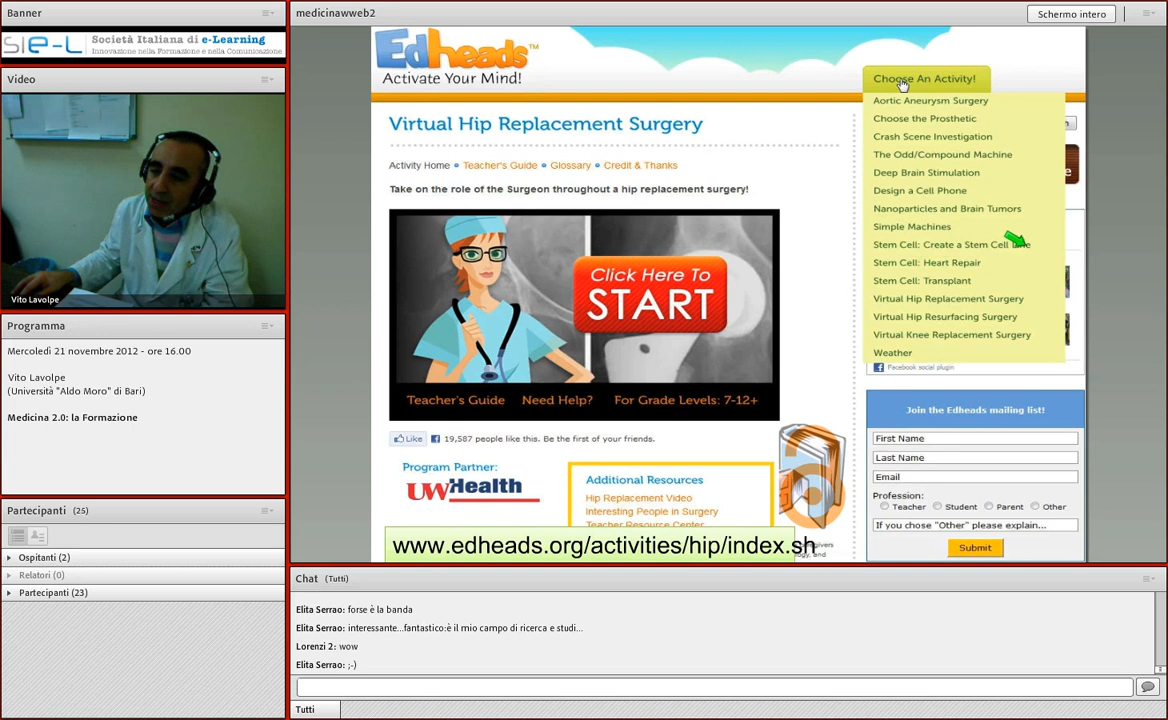 Banner
sie-L
Società Italiana di e-Learning
Innovazione nella Formazione e nella Comunicazione
Video
Vito Lavolpe
Programma
Mercoledì 21 novembre 2012 - ore 16.00
Vito Lavolpe
(Università "Aldo Moro" di Bari)
Medicina 2.0: la Formazione
Partecipanti (25)
Ospitanti (2)
Relatori (0)
Partecipanti (23)
medicinawweb2
Schermo intero
Edheads™
Activate Your Mind!
Choose An Activity!
Aortic Aneurysm Surgery
Choose the Prosthetic
Crash Scene Investigation
The Odd/Compound Machine
Deep Brain Stimulation
Design a Cell Phone
Nanoparticles and Brain Tumors
Simple Machines
Stem Cell: Create a Stem Cell Line
Stem Cell: Heart Repair
Stem Cell: Transplant
Virtual Hip Replacement Surgery
Virtual Hip Resurfacing Surgery
Virtual Knee Replacement Surgery
Weather
Facebook social plugin
Virtual Hip Replacement Surgery
Activity Home • Teacher's Guide • Glossary • Credit & Thanks
Take on the role of the Surgeon throughout a hip replacement surgery!
Click Here To
START
Teacher's Guide Need Help? For Grade Levels: 7-12+
Like 19,587 people like this. Be the first of your friends.
Program Partner:
UWHealth
Additional Resources
Hip Replacement Video
Interesting People in Surgery
Teacher Resource Center
www.edheads.org/activities/hip/index.sh
Join the Edheads mailing list!
First Name
Last Name
Email
Profession:
Teacher Student Parent Other
If you chose "Other" please explain...
Submit
Chat (Tutti)
Elita Serrao: forse è la banda
Elita Serrao: interessante...fantastico:è il mio campo di ricerca e studi...
Lorenzi 2: wow
Elita Serrao: ;-)
Tutti